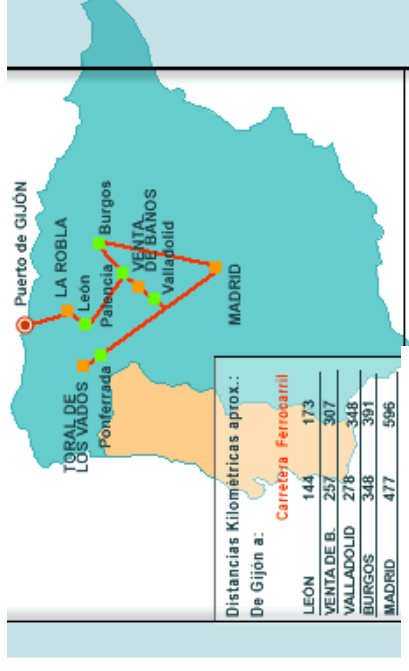 Puerto de GIJÓN
LA ROBLA
León
TORAL DE
LOS VADOS
Ponferrada
Palencia
Burgos
VENTA
DE BAÑOS
Valladolid
MADRID
Distancias Kilométricas aprox.:
De Gijón a:
Carretera Ferrocarril
LEÓN 144 173
VENTA DE B. 257 307
VALLADOLID 278 348
BURGOS 348 391
MADRID 477 596